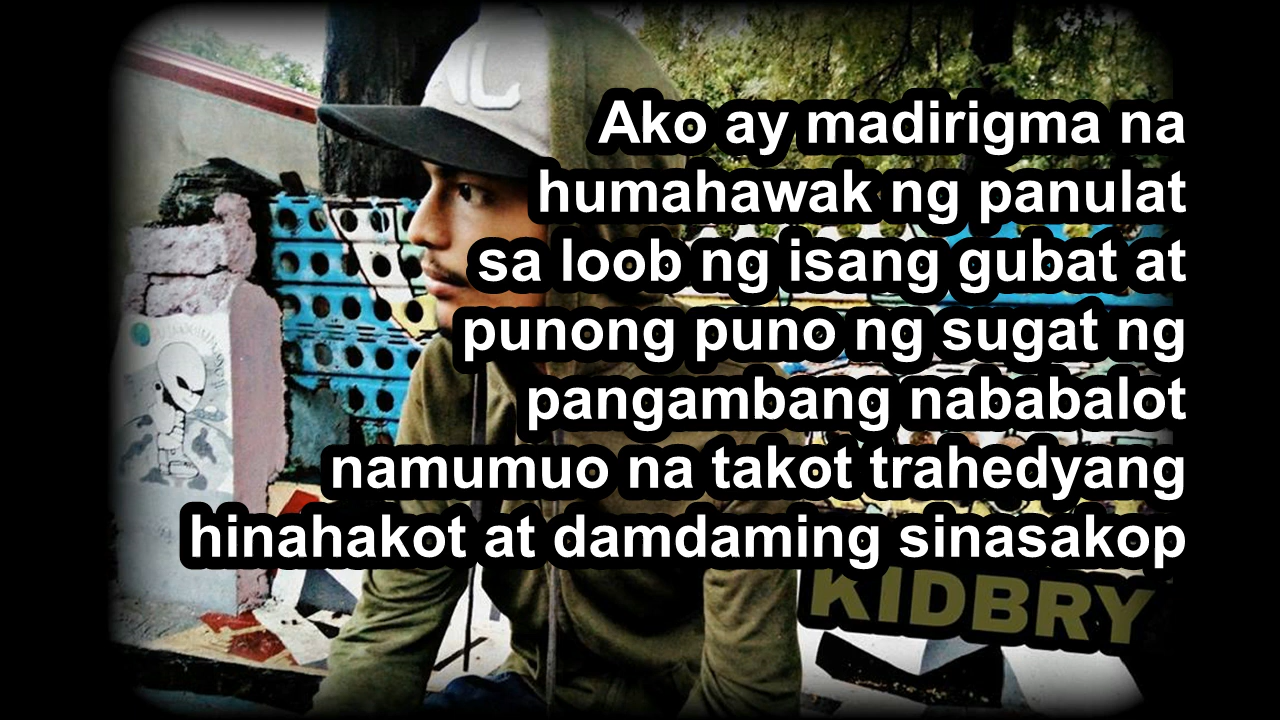 Ako ay madirigma na
humahawak ng panulat
sa loob ng isang gubat at
punong puno ng sugat ng
pangambang nababalot
namumuo na takot trahedyang
hinahakot at damdaming sinasakop
KIDBRY